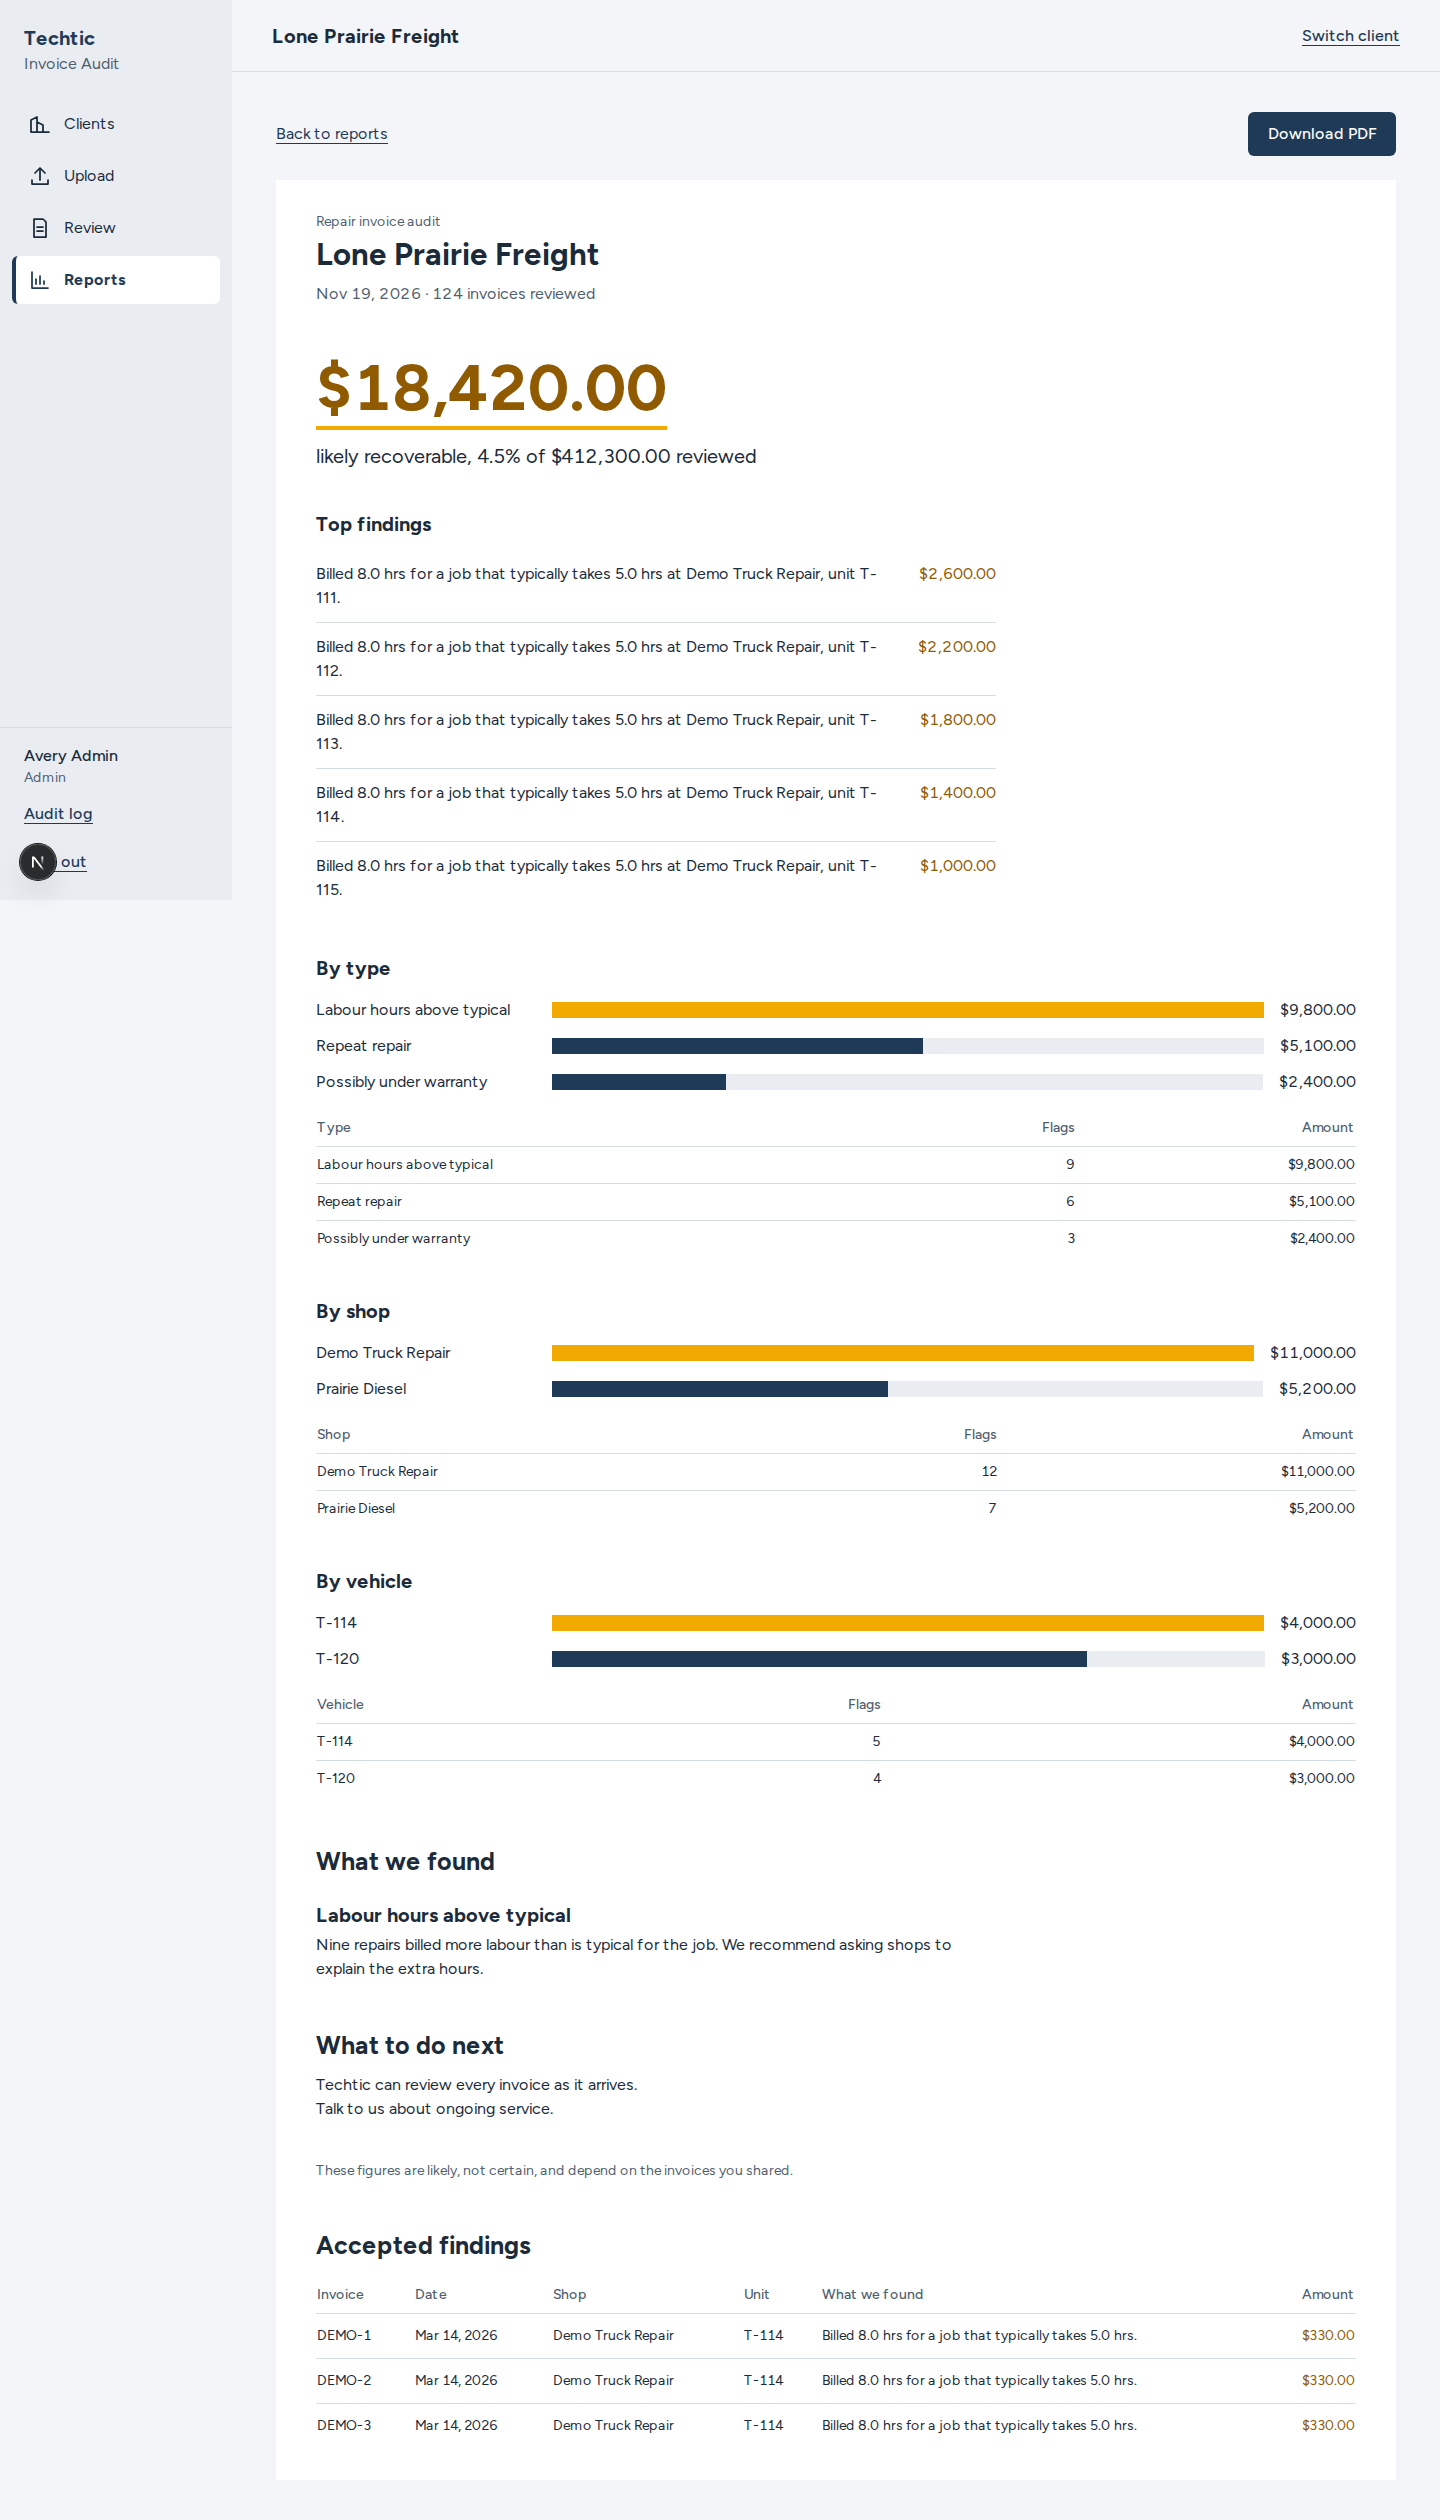 Techtic
Invoice Audit
Clients
Upload
Review
Reports
Avery Admin
Admin
Audit log
out
Lone Prairie Freight
Switch client
Back to reports
Download PDF
Repair invoice audit
Lone Prairie Freight
Nov 19, 2026 · 124 invoices reviewed
$18,420.00
likely recoverable, 4.5% of $412,300.00 reviewed
Top findings
Billed 8.0 hrs for a job that typically takes 5.0 hrs at Demo Truck Repair, unit T- $2,600.00
111.
Billed 8.0 hrs for a job that typically takes 5.0 hrs at Demo Truck Repair, unit T- $2,200.00
112.
Billed 8.0 hrs for a job that typically takes 5.0 hrs at Demo Truck Repair, unit T- $1,800.00
113.
Billed 8.0 hrs for a job that typically takes 5.0 hrs at Demo Truck Repair, unit T- $1,400.00
114.
Billed 8.0 hrs for a job that typically takes 5.0 hrs at Demo Truck Repair, unit T- $1,000.00
115.
By type
Labour hours above typical $9,800.00
Repeat repair $5,100.00
Possibly under warranty $2,400.00
Type Flags Amount
Labour hours above typical 9 $9,800.00
Repeat repair 6 $5,100.00
Possibly under warranty 3 $2,400.00
By shop
Demo Truck Repair $11,000.00
Prairie Diesel $5,200.00
Shop Flags Amount
Demo Truck Repair 12 $11,000.00
Prairie Diesel 7 $5,200.00
By vehicle
T-114 $4,000.00
T-120 $3,000.00
Vehicle Flags Amount
T-114 5 $4,000.00
T-120 4 $3,000.00
What we found
Labour hours above typical
Nine repairs billed more labour than is typical for the job. We recommend asking shops to
explain the extra hours.
What to do next
Techtic can review every invoice as it arrives.
Talk to us about ongoing service.
These figures are likely, not certain, and depend on the invoices you shared.
Accepted findings
Invoice Date Shop Unit What we found Amount
DEMO-1 Mar 14, 2026 Demo Truck Repair T-114 Billed 8.0 hrs for a job that typically takes 5.0 hrs. $330.00
DEMO-2 Mar 14, 2026 Demo Truck Repair T-114 Billed 8.0 hrs for a job that typically takes 5.0 hrs. $330.00
DEMO-3 Mar 14, 2026 Demo Truck Repair T-114 Billed 8.0 hrs for a job that typically takes 5.0 hrs. $330.00